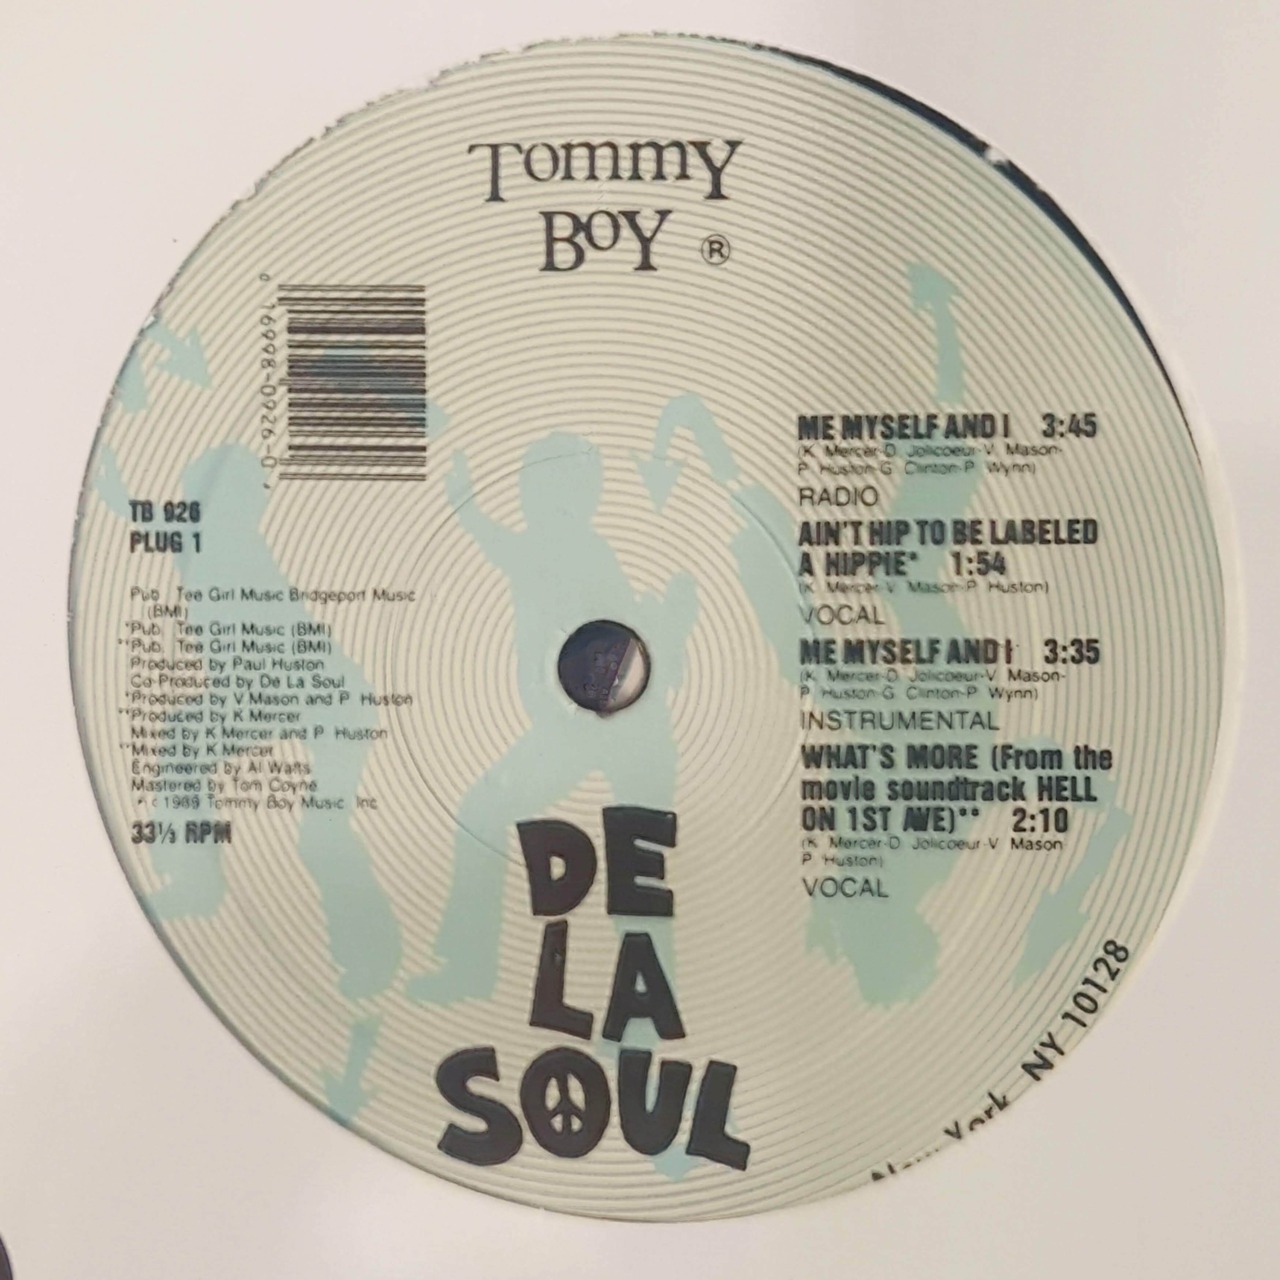 Tommy
Boy ®
0 16998-0926-0
TB 926
PLUG 1
Pub. Tee Girl Music Bridgeport Music
(BMI)
*Pub. Tee Girl Music (BMI)
**Pub. Tee Girl Music (BMI)
Produced by Paul Huston
Co-Produced by De La Soul
*Produced by V Mason and P Huston
**Produced by K Mercer
Mixed by K Mercer and P Huston
**Mixed by K Mercer
Engineered by Al Watts
Mastered by Tom Coyne
c 1989 Tommy Boy Music Inc
33⅓ RPM
ME MYSELF AND I 3:45
(K Mercer-D Jolicoeur-V Mason-
P Huston-G Clinton-P Wynn)
RADIO
AIN'T HIP TO BE LABELED
A HIPPIE* 1:54
(K Mercer-V Mason-P Huston)
VOCAL
ME MYSELF AND I 3:35
(K Mercer-D Jolicoeur-V Mason-
P Huston-G Clinton-P Wynn)
INSTRUMENTAL
WHAT'S MORE (From the
movie soundtrack HELL
ON 1ST AVE)** 2:10
(K Mercer-D Jolicoeur-V Mason
P Huston)
VOCAL
DE
LA
SOUL
New York NY 10128